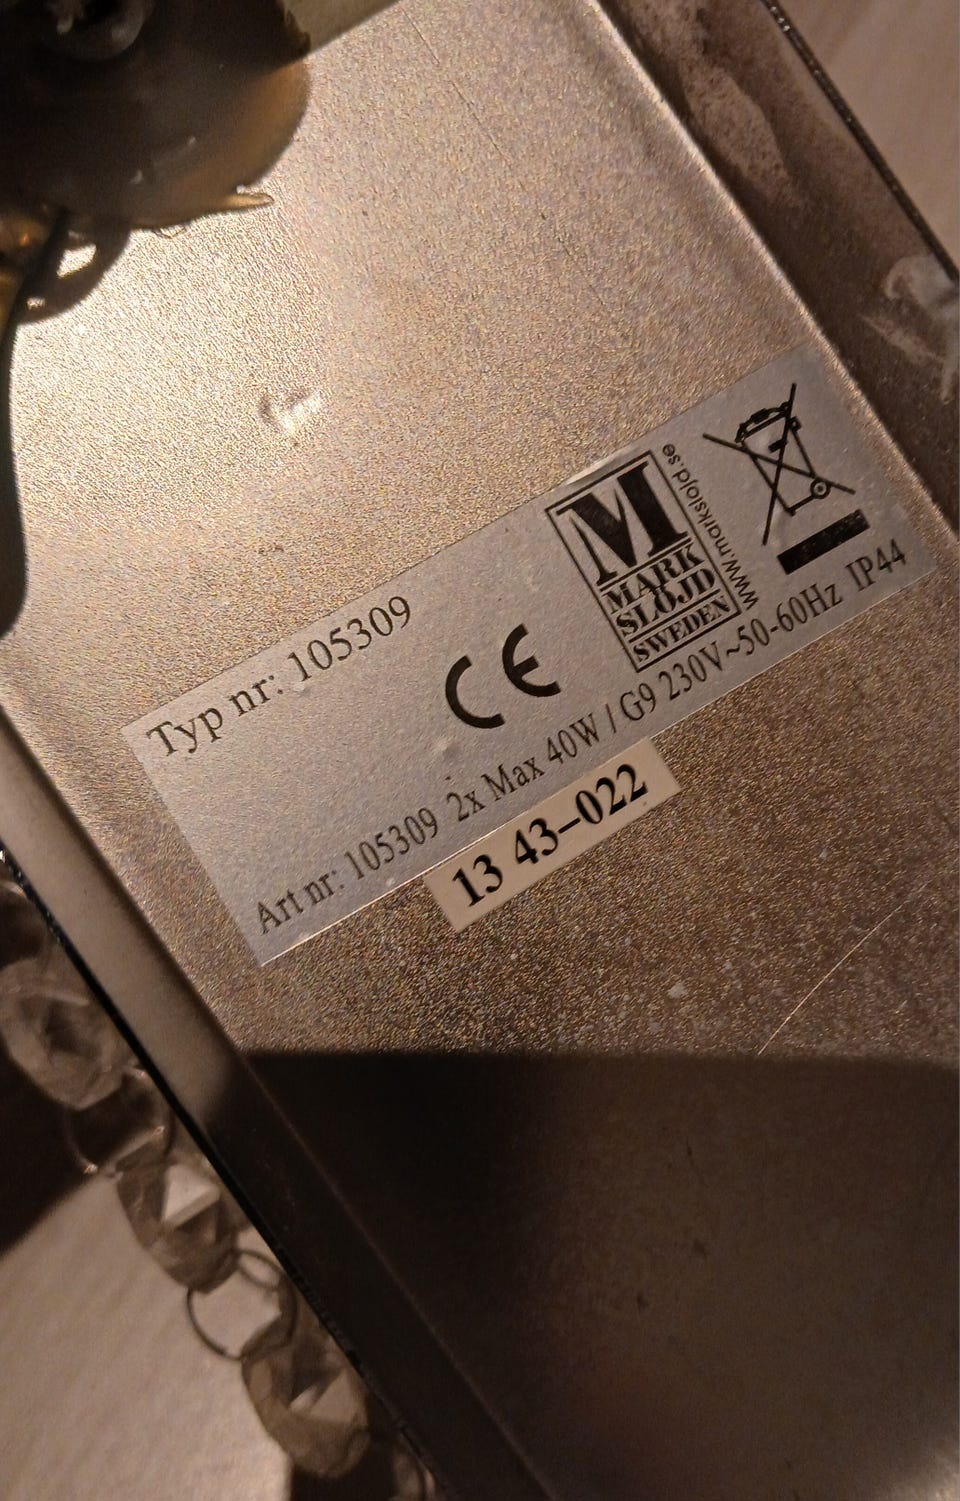 Typ nr: 105309
CE
M
MARK
SLÖJD
SWEDEN
www.markslojd.se
Art nr: 105309 2x Max 40W / G9 230V~50-60Hz IP44
13 43-022